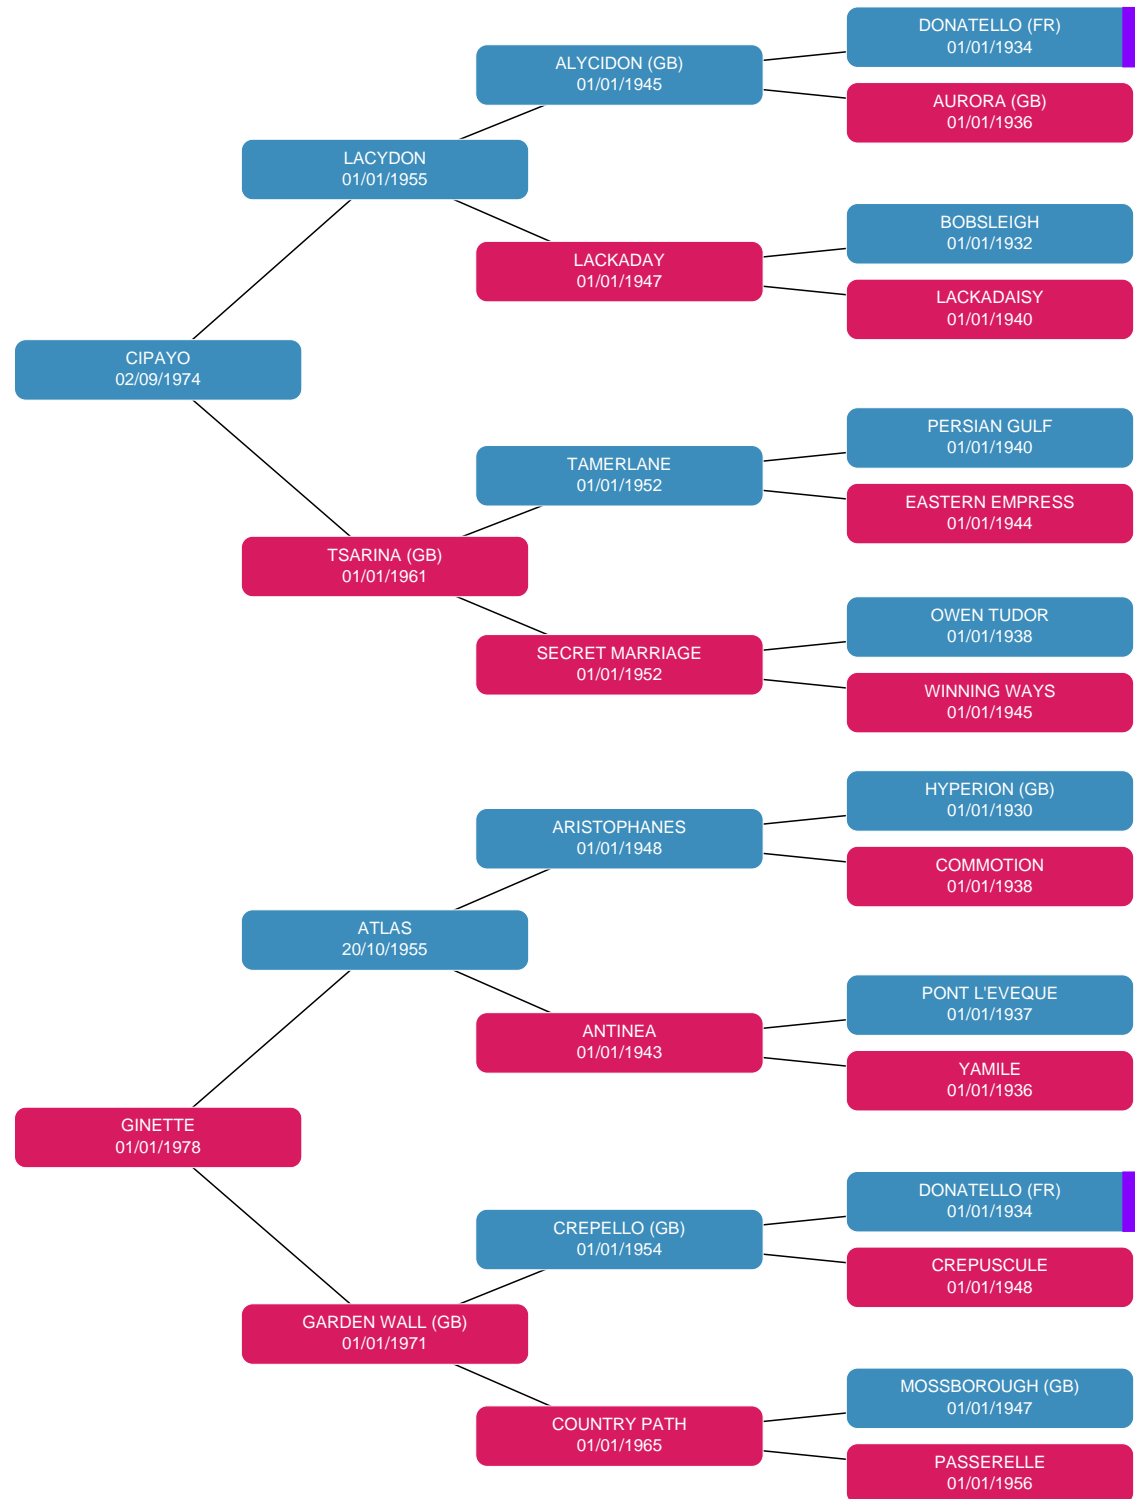 DONATELLO (FR)
01/01/1934
ALYCIDON (GB)
01/01/1945
AURORA (GB)
01/01/1936
LACYDON
01/01/1955
BOBSLEIGH
01/01/1932
LACKADAY
01/01/1947
LACKADAISY
01/01/1940
CIPAYO
02/09/1974
PERSIAN GULF
01/01/1940
TAMERLANE
01/01/1952
EASTERN EMPRESS
01/01/1944
TSARINA (GB)
01/01/1961
OWEN TUDOR
01/01/1938
SECRET MARRIAGE
01/01/1952
WINNING WAYS
01/01/1945
HYPERION (GB)
01/01/1930
ARISTOPHANES
01/01/1948
COMMOTION
01/01/1938
ATLAS
20/10/1955
PONT L'EVEQUE
01/01/1937
ANTINEA
01/01/1943
YAMILE
01/01/1936
GINETTE
01/01/1978
DONATELLO (FR)
01/01/1934
CREPELLO (GB)
01/01/1954
CREPUSCULE
01/01/1948
GARDEN WALL (GB)
01/01/1971
MOSSBOROUGH (GB)
01/01/1947
COUNTRY PATH
01/01/1965
PASSERELLE
01/01/1956